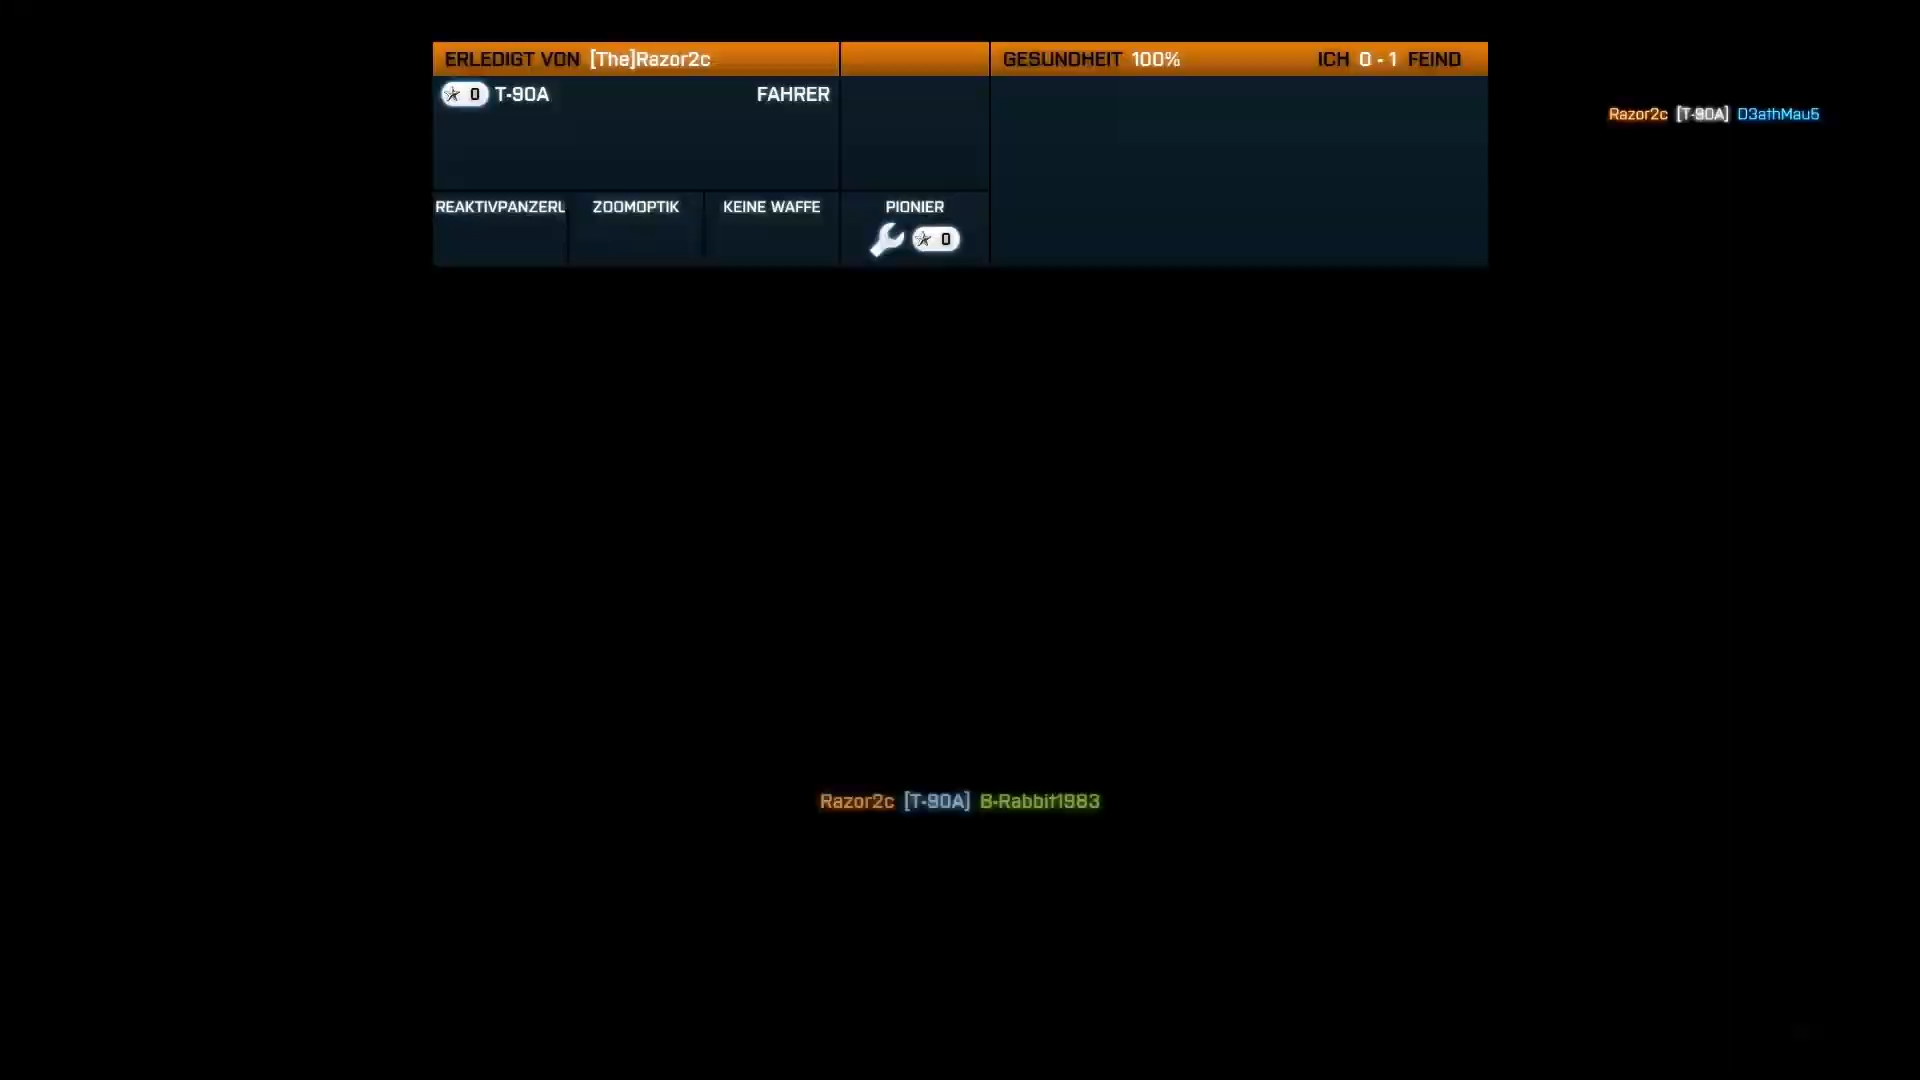 ERLEDIGT VON [The]Razor2c GESUNDHEIT 100% ICH 0 - 1 FEIND
0 T-90A FAHRER
Razor2c [T-90A] D3athMau5
REAKTIVPANZERU ZOOMOPTIK KEINE WAFFE PIONIER
0
Razor2c [T-90A] B-Rabbit1983